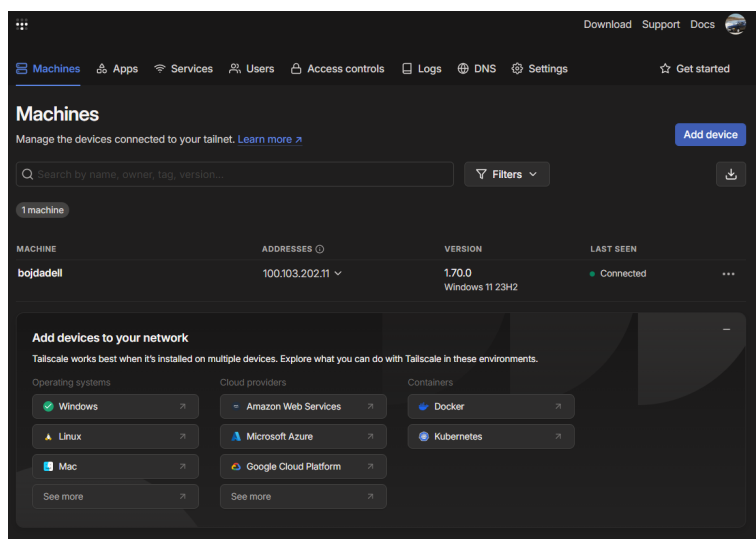 Download Support Docs
Machines Apps Services Users Access controls Logs DNS Settings Get started
Machines
Manage the devices connected to your tailnet. Learn more ↗
Add device
Search by name, owner, tag, version...
Filters
1 machine
MACHINE ADDRESSES VERSION LAST SEEN
bojdadell 100.103.202.11 1.70.0 Connected
Windows 11 23H2
Add devices to your network
Tailscale works best when it's installed on multiple devices. Explore what you can do with Tailscale in these environments.
Operating systems Cloud providers Containers
Windows Amazon Web Services Docker
Linux Microsoft Azure Kubernetes
Mac Google Cloud Platform
See more See more